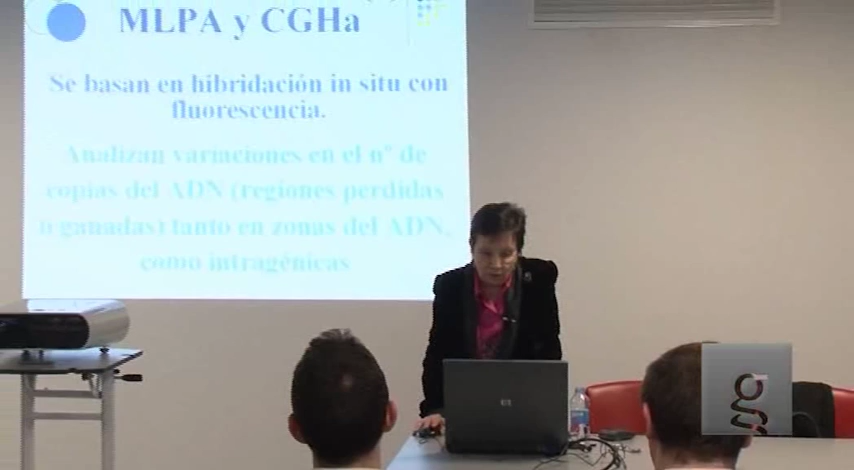 MLPA y CGHa
Se basan en hibridación in situ con
fluorescencia.
Analizan variaciones en el nº de
copias del ADN (regiones perdidas
o ganadas) tanto en zonas del ADN,
como intragénicas
hp
g